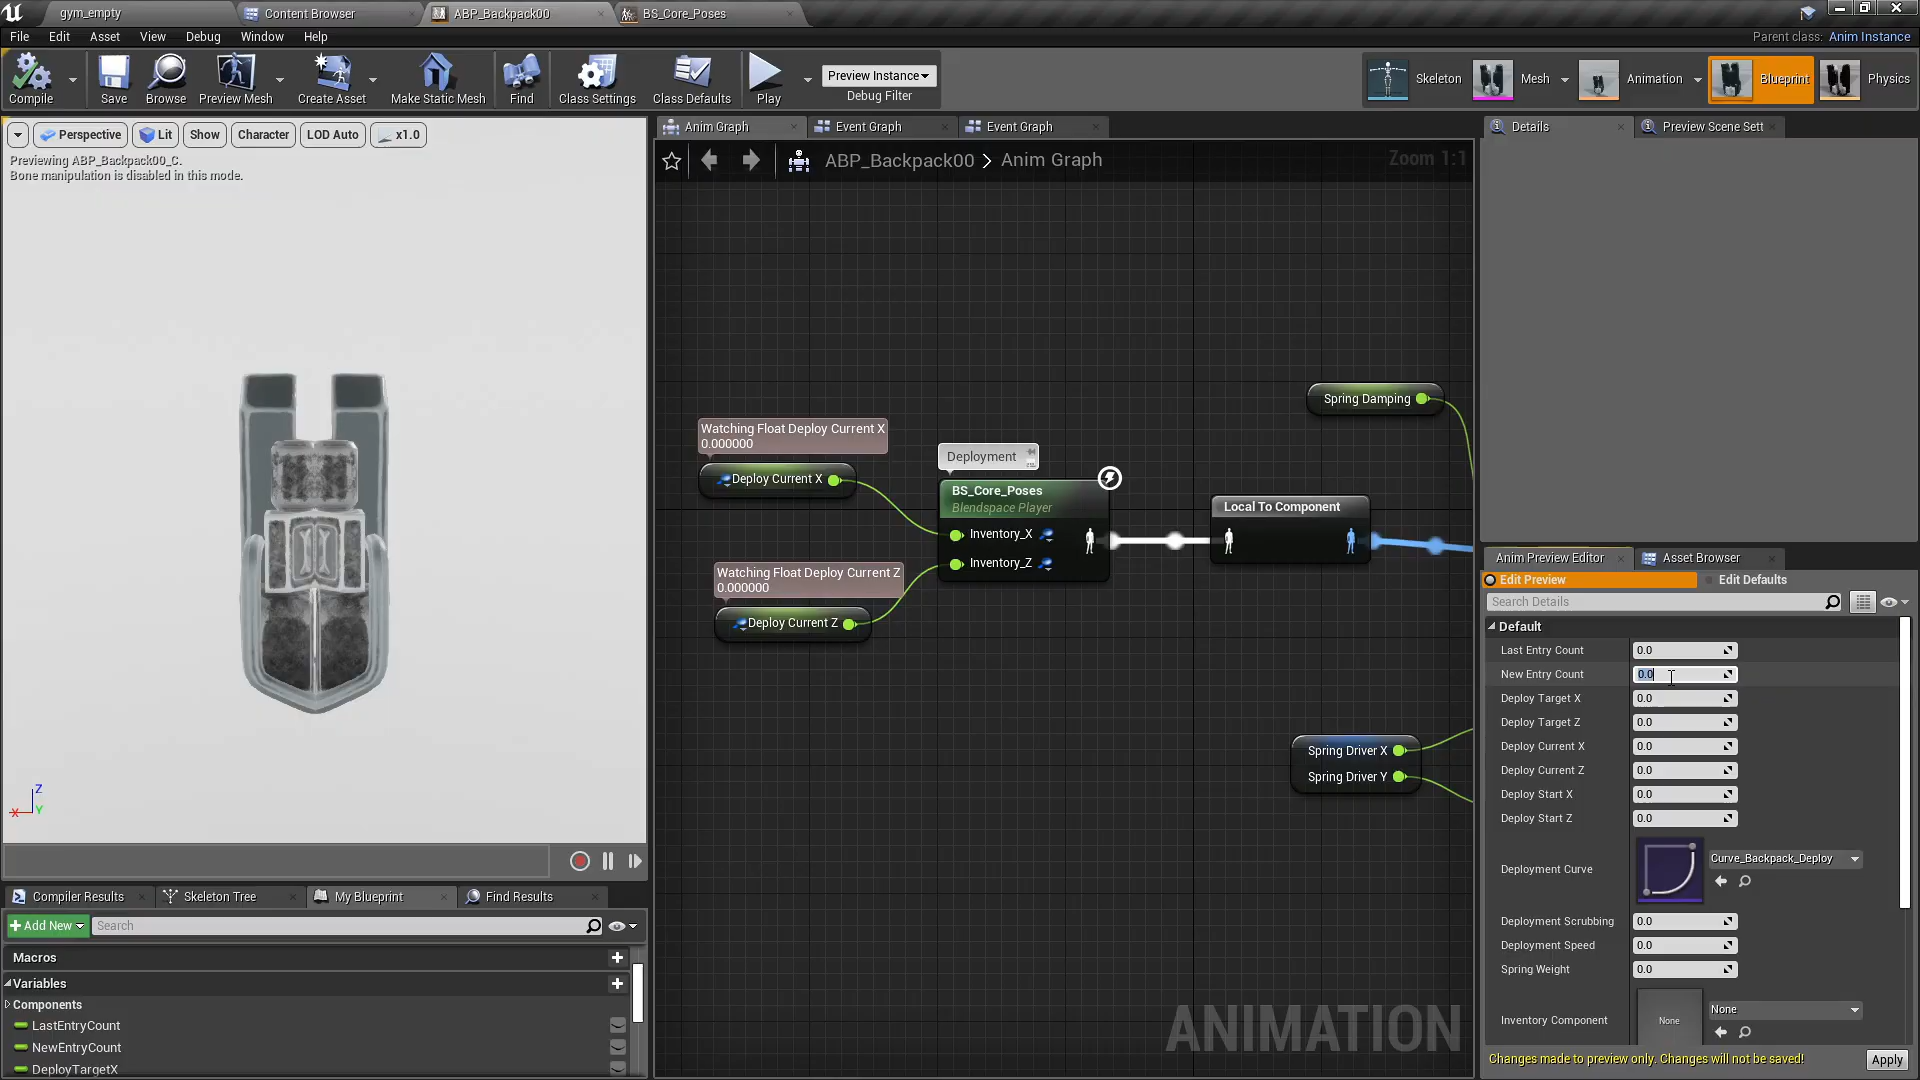 gym_empty
Content Browser
ABP_Backpack00
BS_Core_Poses
File
Edit
Asset
View
Debug
Window
Help
Parent class: Anim Instance
Compile
Save
Browse
Preview Mesh
Create Asset
Make Static Mesh
Find
Class Settings
Class Defaults
Play
Preview Instance
Debug Filter
Skeleton
Mesh
Animation
Blueprint
Physics
Perspective
Lit
Show
Character
LOD Auto
x1.0
Previewing ABP_Backpack00_C.
Bone manipulation is disabled in this mode.
Z
X
Y
Anim Graph
Event Graph
Event Graph
ABP_Backpack00 > Anim Graph
Zoom 1:1
Watching Float Deploy Current X
0.000000
Deploy Current X
Watching Float Deploy Current Z
0.000000
Deploy Current Z
Deployment
BS_Core_Poses
Blendspace Player
Inventory_X
Inventory_Z
Local To Component
Spring Damping
Spring Driver X
Spring Driver Y
ANIMATION
Compiler Results
Skeleton Tree
My Blueprint
Find Results
Add New
Search
Macros
Variables
Components
LastEntryCount
NewEntryCount
DeployTargetX
Details
Preview Scene Sett
Anim Preview Editor
Asset Browser
Edit Preview
Edit Defaults
Search Details
Default
Last Entry Count 0.0
New Entry Count 0.0
Deploy Target X 0.0
Deploy Target Z 0.0
Deploy Current X 0.0
Deploy Current Z 0.0
Deploy Start X 0.0
Deploy Start Z 0.0
Deployment Curve
Curve_Backpack_Deploy
Deployment Scrubbing 0.0
Deployment Speed 0.0
Spring Weight 0.0
Inventory Component
None
None
Changes made to preview only. Changes will not be saved!
Apply